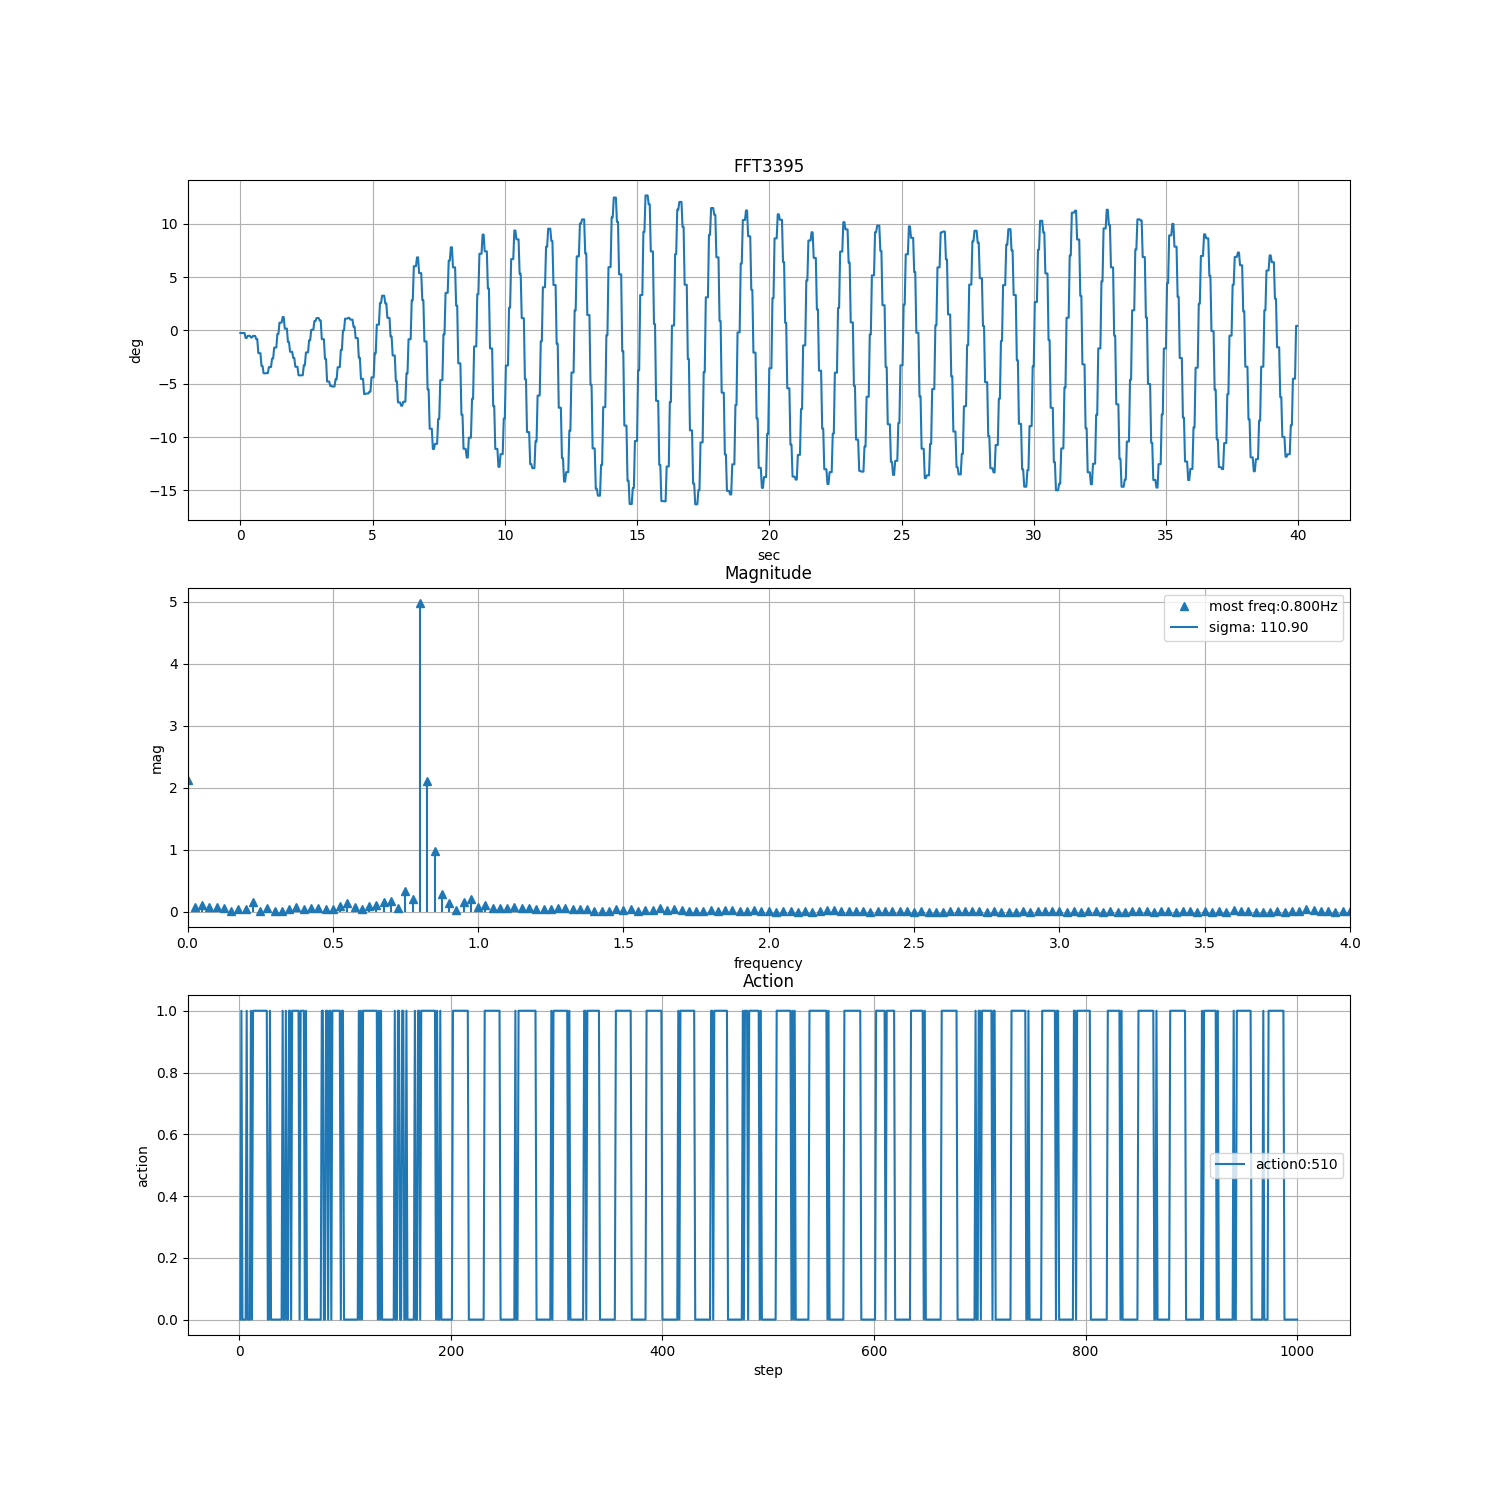 FFT3395
10
5
0
−5
−10
−15
deg
0 5 10 15 20 25 30 35 40
sec
Magnitude
5
4
3
2
1
0
mag
most freq:0.800Hz
sigma: 110.90
0.0 0.5 1.0 1.5 2.0 2.5 3.0 3.5 4.0
frequency
Action
1.0
0.8
0.6
0.4
0.2
0.0
action
action0:510
0 200 400 600 800 1000
step